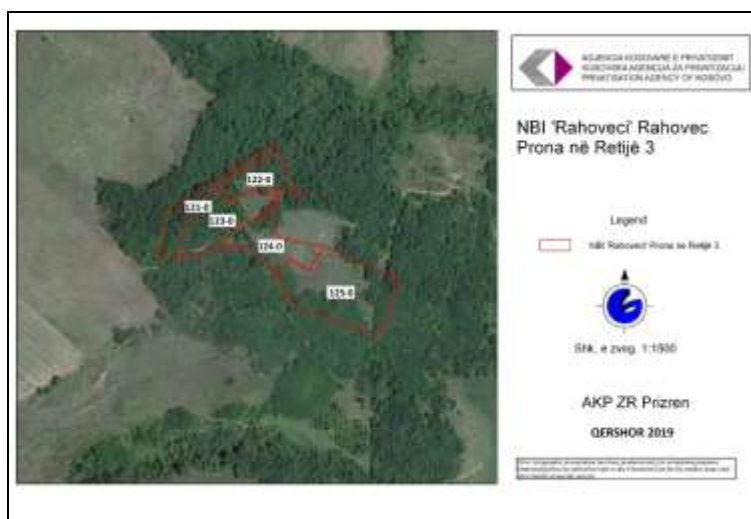 122-0
121-0
123-0
124-0
125-0
AGJENCIA KOSOVARE E PRIVATIZIMIT
KOSOVSKA AGENCIJA ZA PRIVATIZACIJU
PRIVATISATION AGENCY OF KOSOVO
NBI 'Rahoveci' Rahovec
Prona në Retijë 3
Legend
NBI 'Rahoveci' Prona në Retijë 3
Shk. e zvog. 1:1500
AKP ZR Prizren
QERSHOR 2019